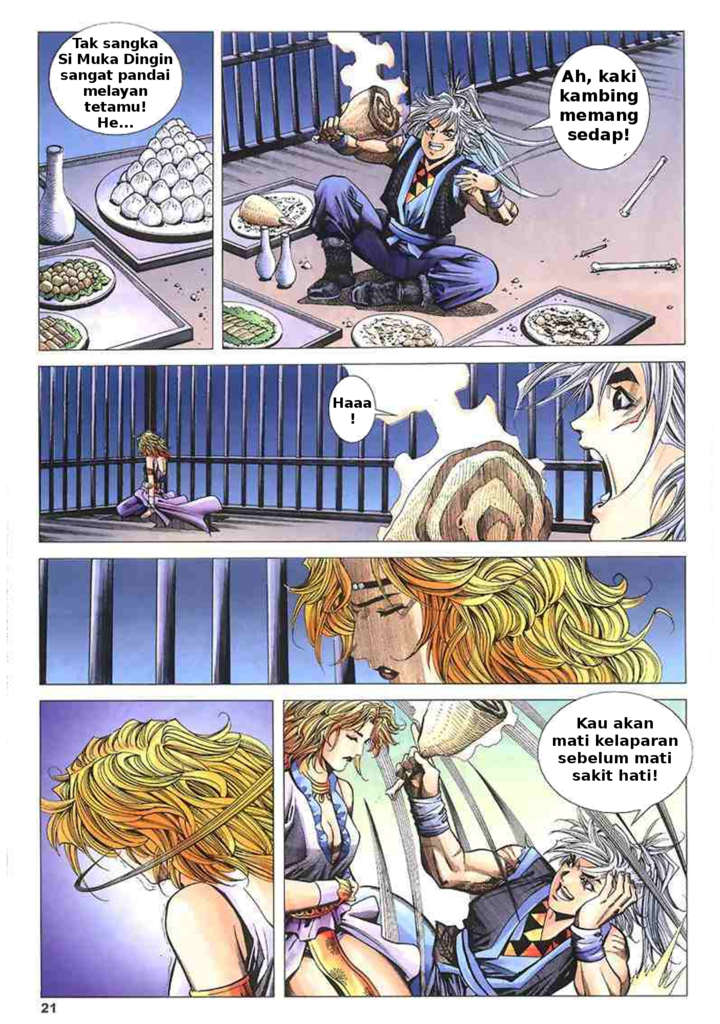 Tak sangka
Si Muka Dingin
sangat pandai
melayan
tetamu!
He...
Ah, kaki
kambing
memang
sedap!
Haaa
!
Kau akan
mati kelaparan
sebelum mati
sakit hati!
21